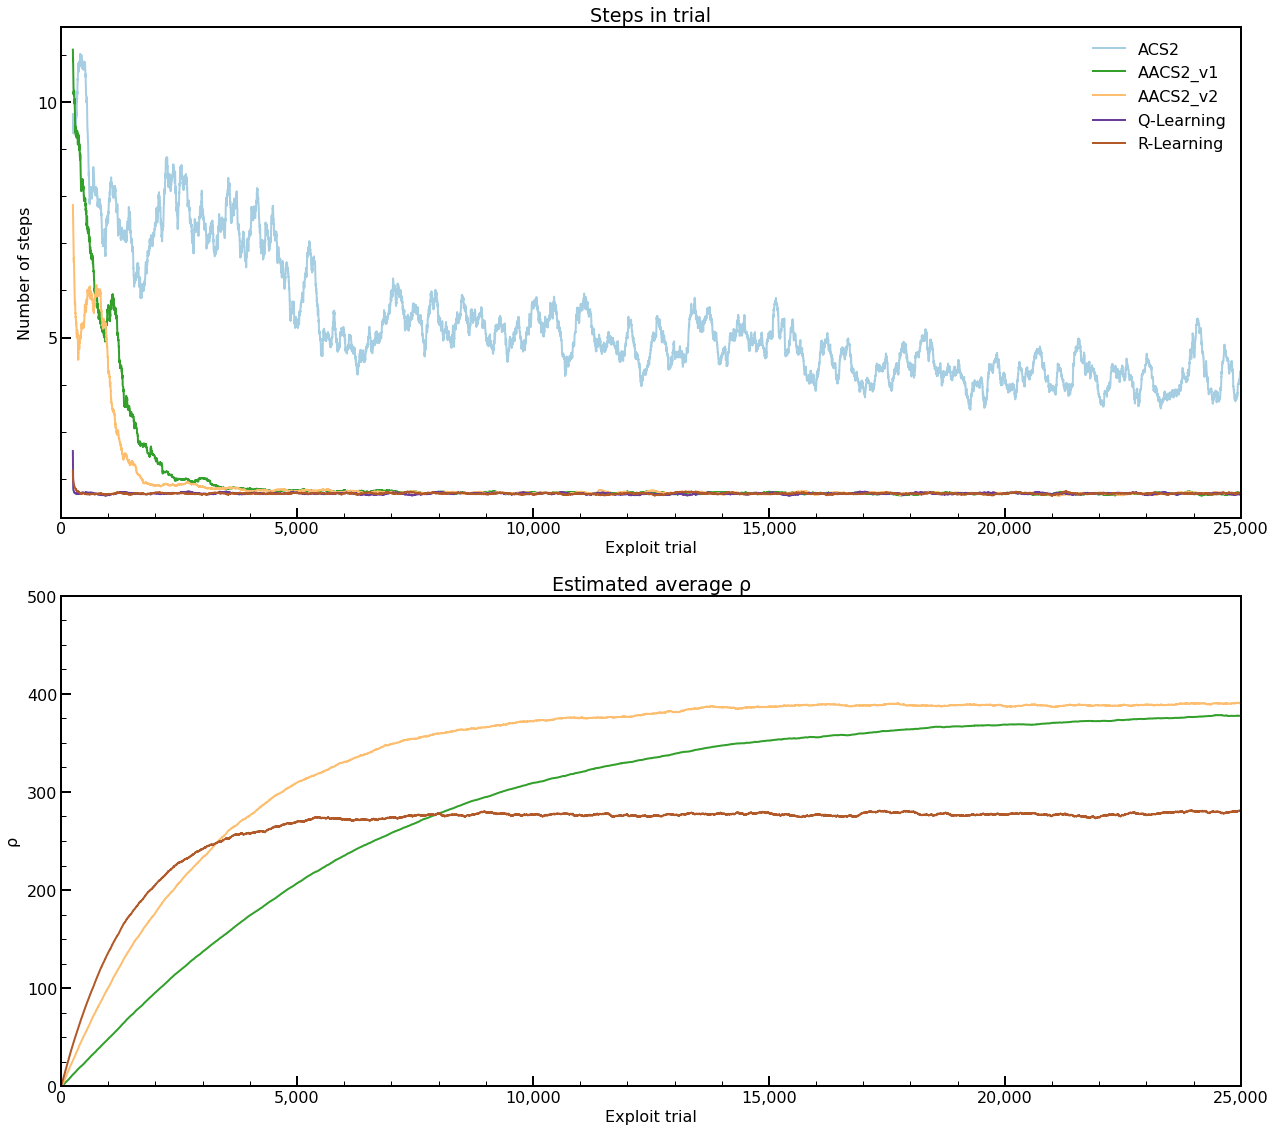 Steps in trial
ACS2
AACS2_v1
AACS2_v2
Q-Learning
R-Learning
10
5
Number of steps
0 5,000 10,000 15,000 20,000 25,000
Exploit trial
Estimated average ρ
500
400
300
200
100
0
ρ
0 5,000 10,000 15,000 20,000 25,000
Exploit trial